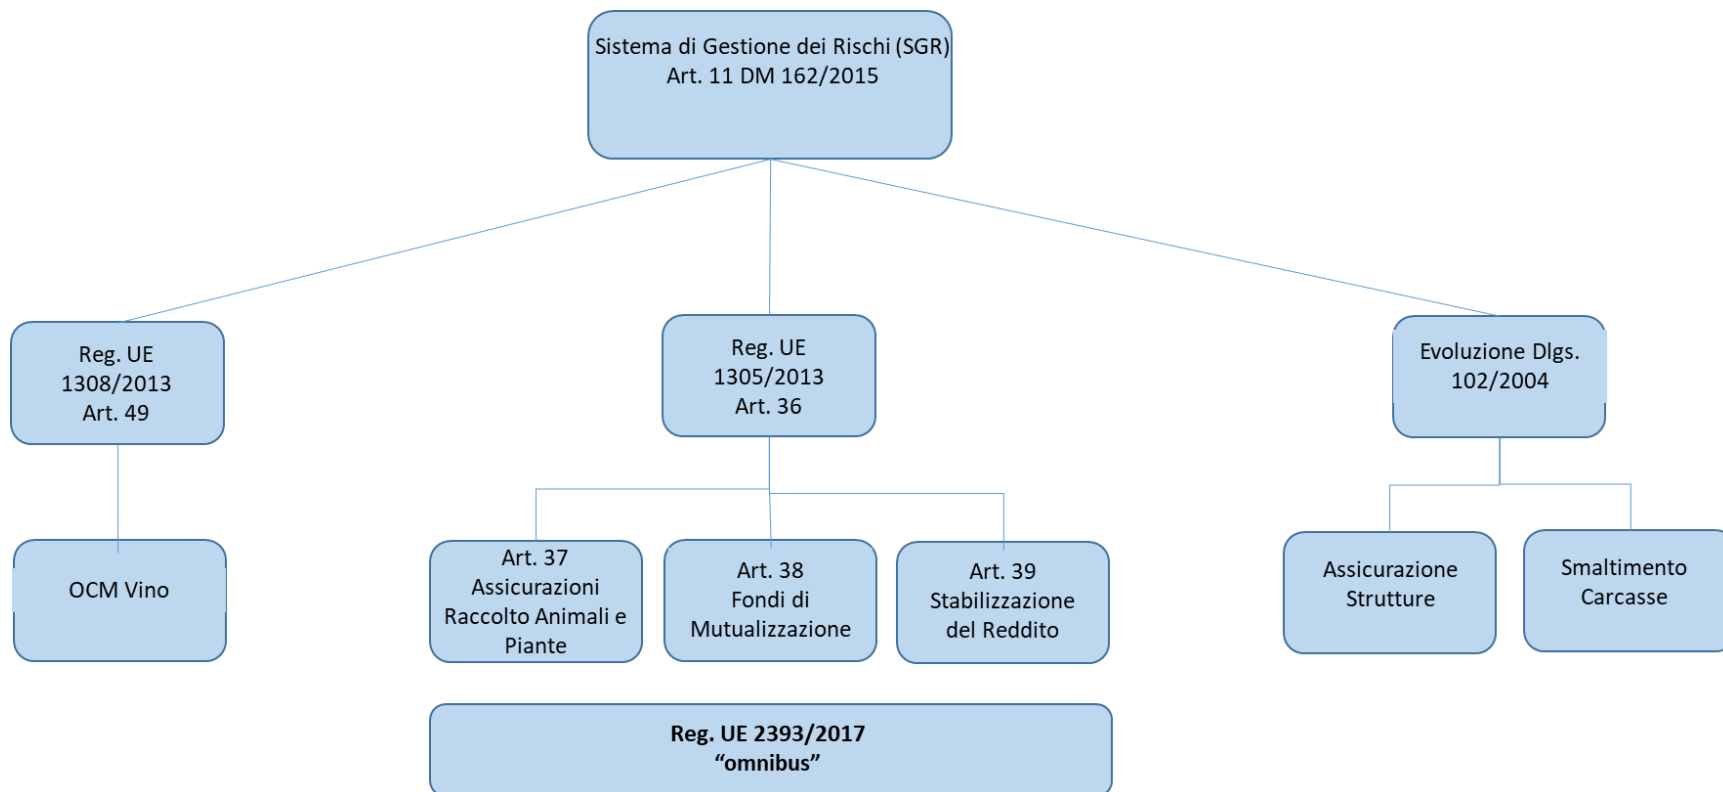 Sistema di Gestione dei Rischi (SGR)
Art. 11 DM 162/2015
Reg. UE
1308/2013
Art. 49
Reg. UE
1305/2013
Art. 36
Evoluzione Dlgs.
102/2004
OCM Vino
Art. 37
Assicurazioni
Raccolto Animali e
Piante
Art. 38
Fondi di
Mutualizzazione
Art. 39
Stabilizzazione
del Reddito
Assicurazione
Strutture
Smaltimento
Carcasse
Reg. UE 2393/2017
“omnibus”